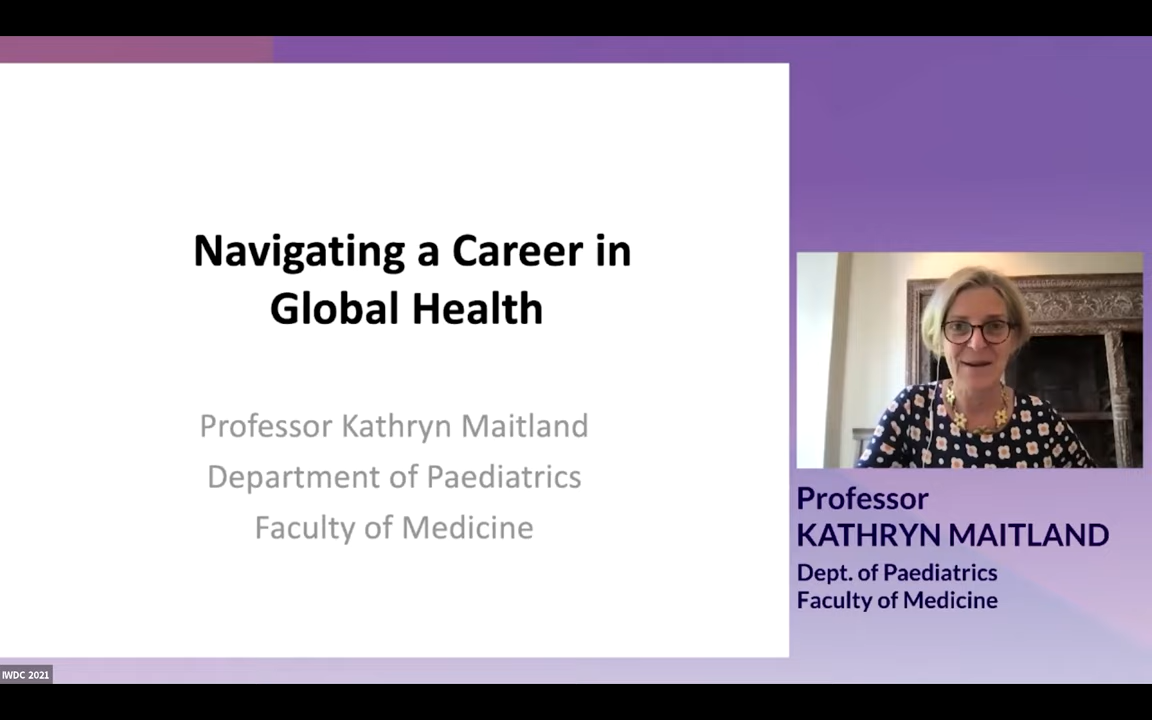 Navigating a Career in
Global Health
Professor Kathryn Maitland
Department of Paediatrics
Faculty of Medicine
Professor
KATHRYN MAITLAND
Dept. of Paediatrics
Faculty of Medicine
IWDC 2021